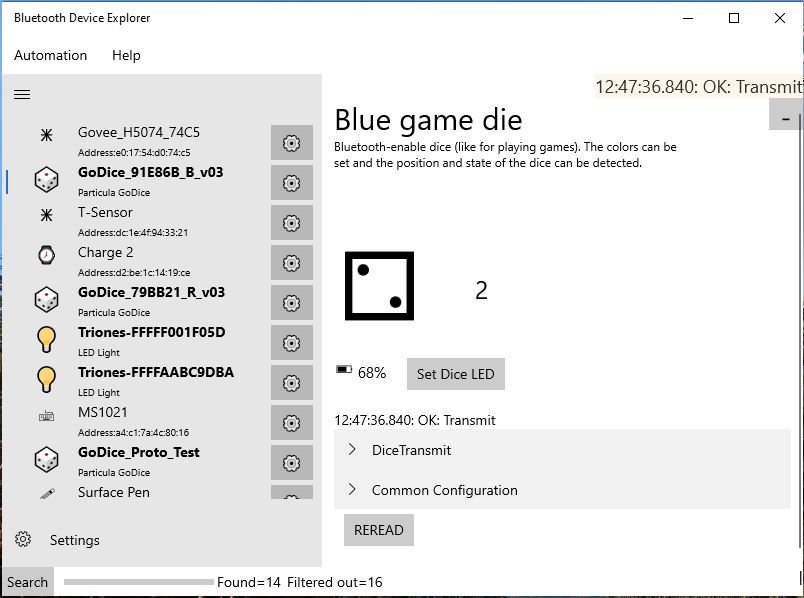 Bluetooth Device Explorer
Automation Help
12:47:36.840: OK: Transmit
Govee_H5074_74C5
Address:e0:17:54:d0:74:c5
GoDice_91E86B_B_v03
Particula GoDice
T-Sensor
Address:dc:1e:4f:94:33:21
Charge 2
Address:d2:be:1c:14:19:ce
GoDice_79BB21_R_v03
Particula GoDice
Triones-FFFFF001F05D
LED Light
Triones-FFFFAABC9DBA
LED Light
MS1021
Address:a4:c1:7a:4c:80:16
GoDice_Proto_Test
Particula GoDice
Surface Pen
Settings
Blue game die
Bluetooth-enable dice (like for playing games). The colors can be
set and the position and state of the dice can be detected.
2
68% Set Dice LED
12:47:36.840: OK: Transmit
DiceTransmit
Common Configuration
REREAD
Search Found=14 Filtered out=16